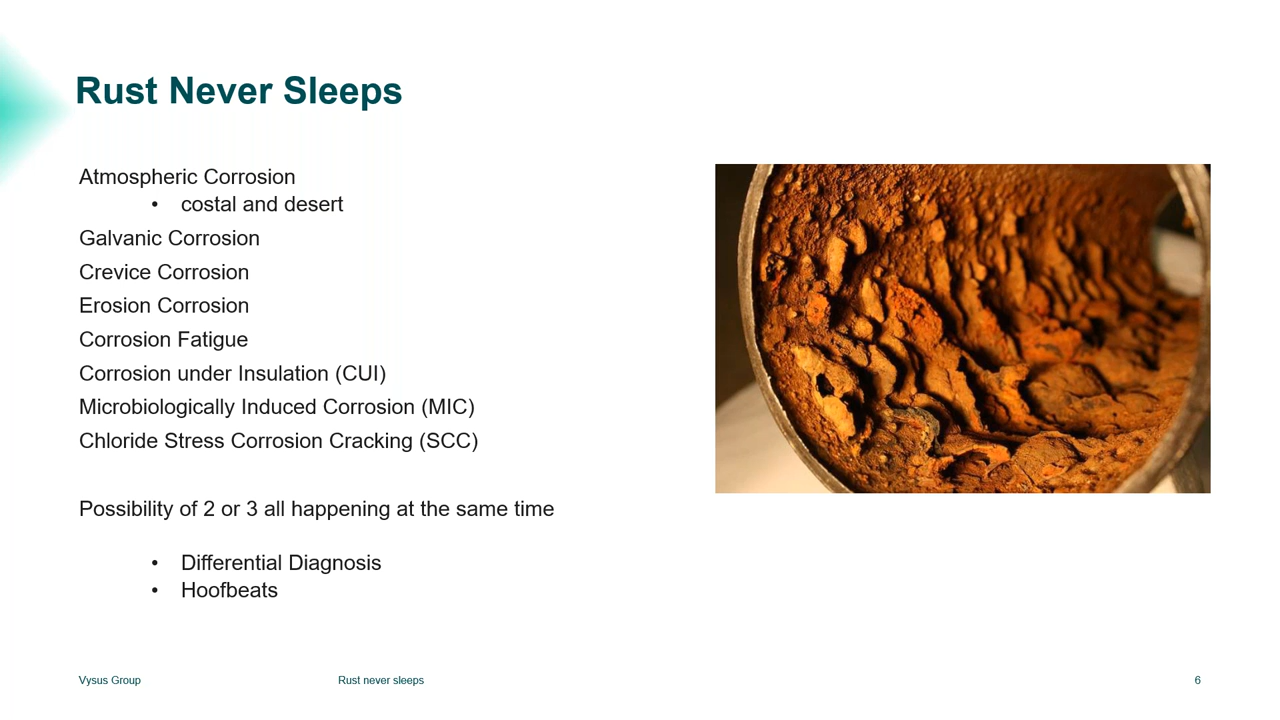 Rust Never Sleeps
Atmospheric Corrosion
• costal and desert
Galvanic Corrosion
Crevice Corrosion
Erosion Corrosion
Corrosion Fatigue
Corrosion under Insulation (CUI)
Microbiologically Induced Corrosion (MIC)
Chloride Stress Corrosion Cracking (SCC)
Possibility of 2 or 3 all happening at the same time
• Differential Diagnosis
• Hoofbeats
Vysus Group Rust never sleeps 6